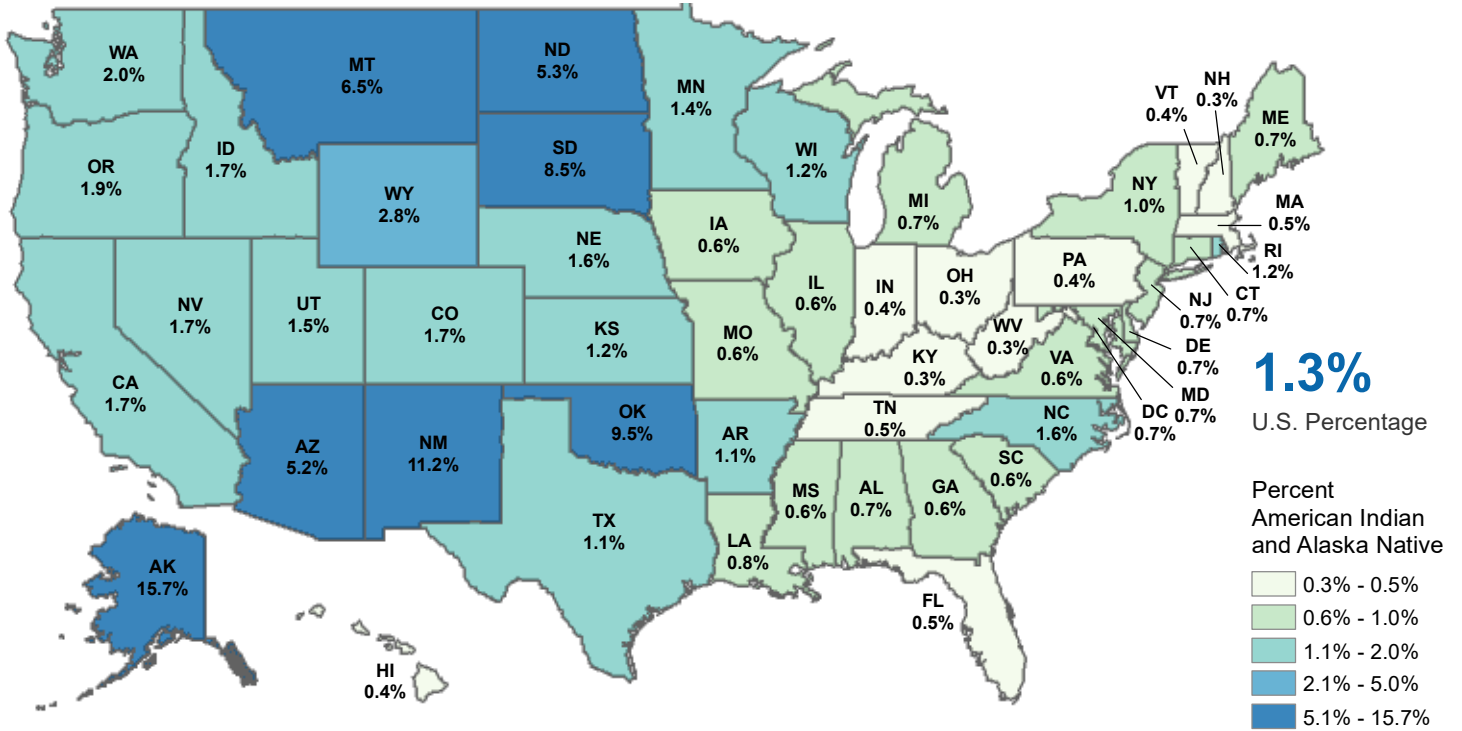 WA
2.0%
MT
6.5%
ND
5.3%
MN
1.4%
VT
0.4%
NH
0.3%
ME
0.7%
OR
1.9%
ID
1.7%
WY
2.8%
SD
8.5%
WI
1.2%
MI
0.7%
NY
1.0%
MA
0.5%
RI
1.2%
CT
0.7%
NJ
0.7%
DE
0.7%
MD
0.7%
DC
0.7%
NV
1.7%
UT
1.5%
CO
1.7%
NE
1.6%
KS
1.2%
IA
0.6%
MO
0.6%
IL
0.6%
IN
0.4%
OH
0.3%
PA
0.4%
WV
0.3%
VA
0.6%
KY
0.3%
CA
1.7%
AZ
5.2%
NM
11.2%
OK
9.5%
AR
1.1%
TN
0.5%
NC
1.6%
SC
0.6%
MS
0.6%
AL
0.7%
GA
0.6%
TX
1.1%
LA
0.8%
FL
0.5%
AK
15.7%
HI
0.4%
1.3%
U.S. Percentage
Percent
American Indian
and Alaska Native
0.3% - 0.5%
0.6% - 1.0%
1.1% - 2.0%
2.1% - 5.0%
5.1% - 15.7%